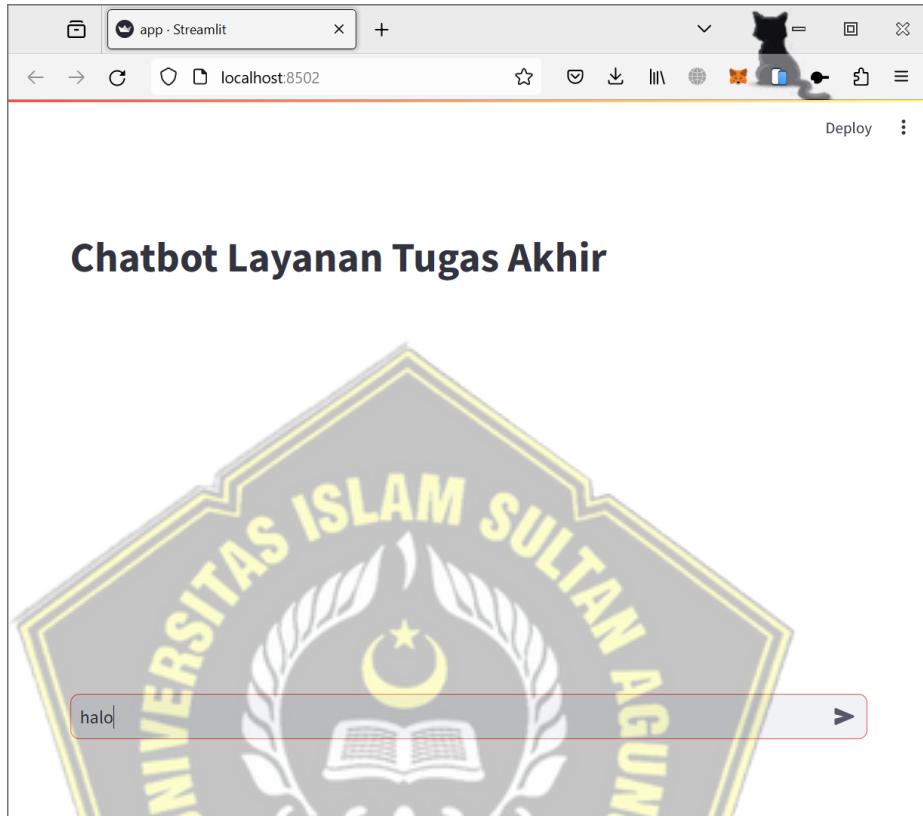 app · Streamlit
localhost:8502
Deploy
Chatbot Layanan Tugas Akhir
UNIVERSITAS ISLAM SULTAN AGUNG
halo